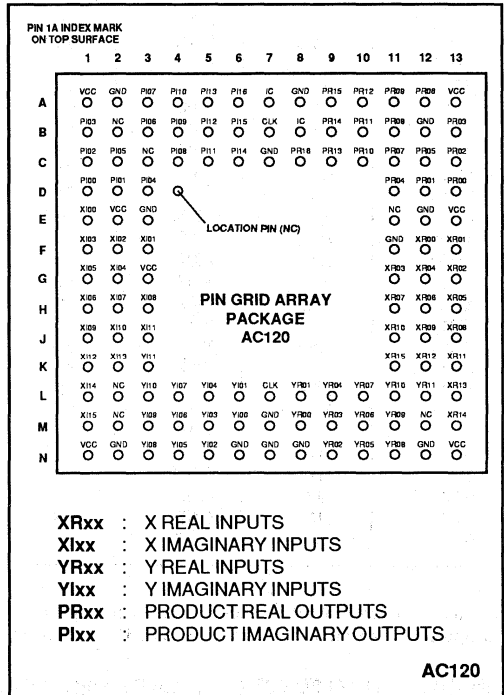 PIN 1A INDEX MARK
ON TOP SURFACE
1 2 3 4 5 6 7 8 9 10 11 12 13
VCC GND PI07 PI10 PI13 PI16 IC GND PR15 PR12 PR09 PR08 VCC
A
PI03 NC PI06 PI09 PI12 PI15 CLK IC PR14 PR11 GND PR03
B
PI02 PI05 NC PI08 PI11 PI14 GND PR16 PR13 PR10 PR07 PR05 PR02
C
PI00 PI01 PI04 PR04 PR01 PR00
D
LOCATION PIN (NC)
XI00 VCC GND NC GND VCC
E
XI03 XI02 XI01 GND XR00 XR01
F
XI05 XI04 VCC XR03 XR04 XR02
G
XI06 XI07 XI08 XR07 XR06 XR05
H
PIN GRID ARRAY
PACKAGE
AC120
XI09 XI10 XI11 XR10 XR09 XR08
J
XI12 XI13 YI11 XR15 XR12 XR11
K
XI14 NC YI10 YI07 YI04 YI01 CLK YR01 YR04 YR07 YR10 YR11 XR13
L
XI15 NC YI09 YI06 YI03 YI00 GND YR00 YR03 YR06 YR09 NC XR14
M
VCC GND YI08 YI05 YI02 GND GND GND YR02 YR05 YR08 GND VCC
N
XRxx : X REAL INPUTS
XIxx : X IMAGINARY INPUTS
YRxx : Y REAL INPUTS
YIxx : Y IMAGINARY INPUTS
PRxx : PRODUCT REAL OUTPUTS
PIxx : PRODUCT IMAGINARY OUTPUTS
AC120